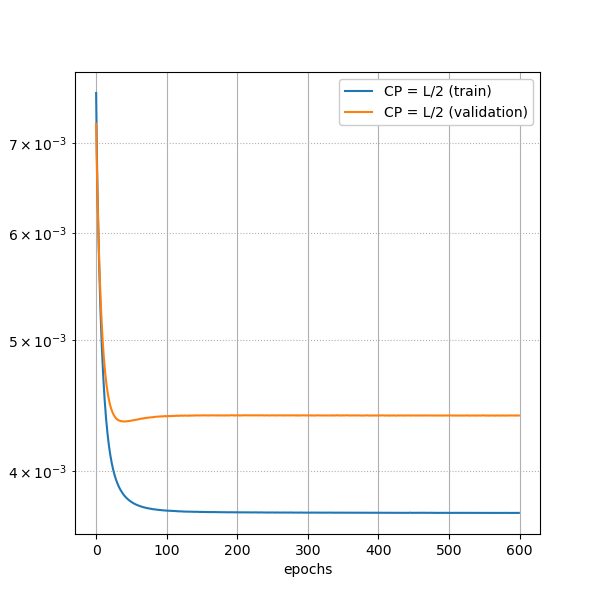 CP = L/2 (train)
CP = L/2 (validation)
7 × 10⁻³
6 × 10⁻³
5 × 10⁻³
4 × 10⁻³
0 100 200 300 400 500 600
epochs